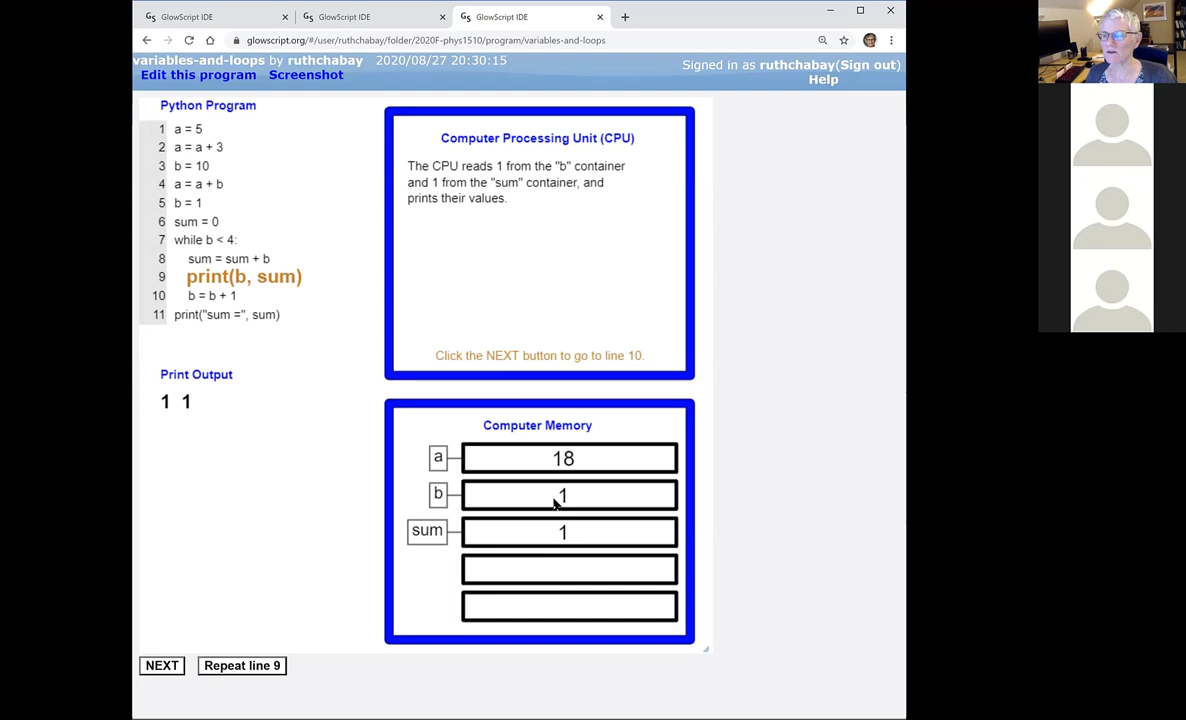 GlowScript IDE
GlowScript IDE
GlowScript IDE
glowscript.org/#/user/ruthchabay/folder/2020F-phys1510/program/variables-and-loops
variables-and-loops by ruthchabay 2020/08/27 20:30:15
Signed in as ruthchabay(Sign out)
Edit this program Screenshot
Help
Python Program
1 a = 5
2 a = a + 3
3 b = 10
4 a = a + b
5 b = 1
6 sum = 0
7 while b < 4:
8 sum = sum + b
9 print(b, sum)
10 b = b + 1
11 print("sum =", sum)
Print Output
1 1
Computer Processing Unit (CPU)
The CPU reads 1 from the "b" container
and 1 from the "sum" container, and
prints their values.
Click the NEXT button to go to line 10.
Computer Memory
a 18
b 1
sum 1
NEXT Repeat line 9